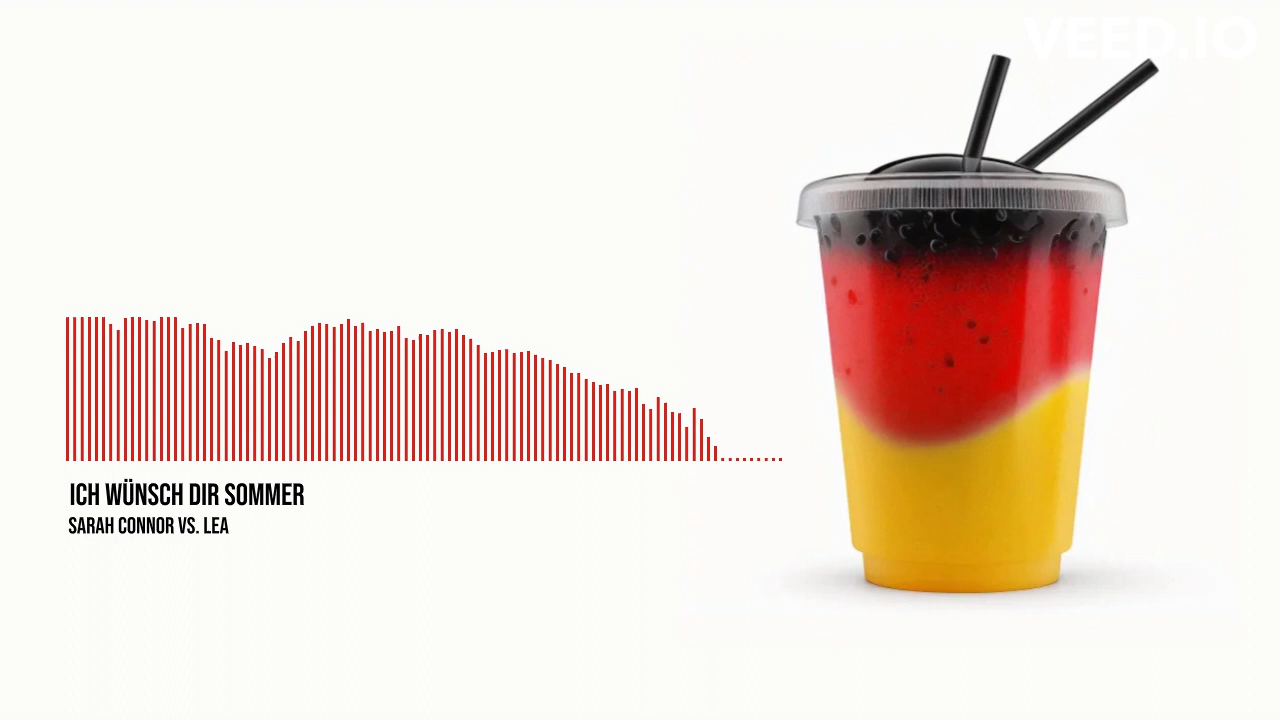 VEED.IO
ICH WÜNSCH DIR SOMMER
SARAH CONNOR VS. LEA